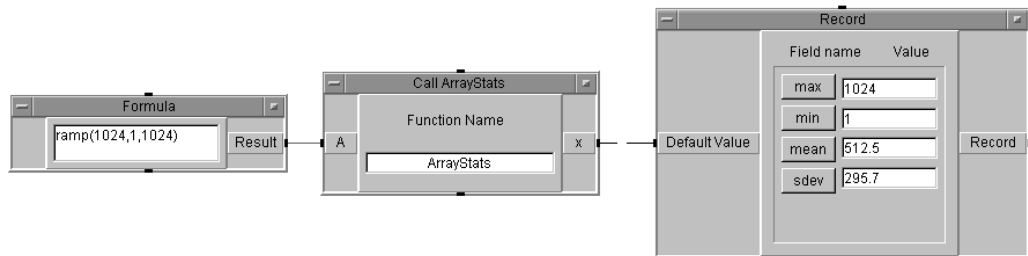 Formula
ramp(1024,1,1024)
Result
Call ArrayStats
A
Function Name
ArrayStats
x
Record
Default Value
Field name Value
max 1024
min 1
mean 512.5
sdev 295.7
Record